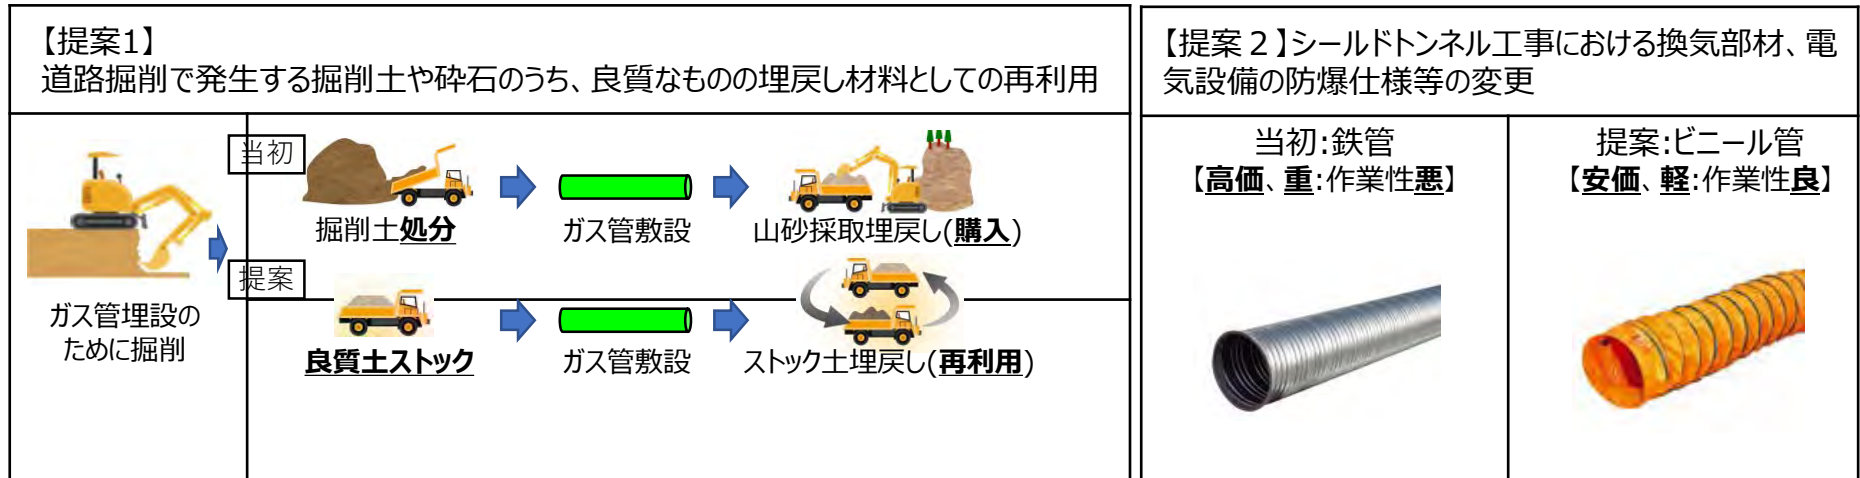 【提案1】
道路掘削で発生する掘削土や砕石のうち、良質なものの埋戻し材料としての再利用
ガス管埋設の
ために掘削
当初
掘削土処分
ガス管敷設
山砂採取埋戻し(購入)
提案
良質土ストック
ガス管敷設
ストック土埋戻し(再利用)
【提案２】シールドトンネル工事における換気部材、電
気設備の防爆仕様等の変更
当初:鉄管
【高価、重:作業性悪】
提案:ビニール管
【安価、軽:作業性良】